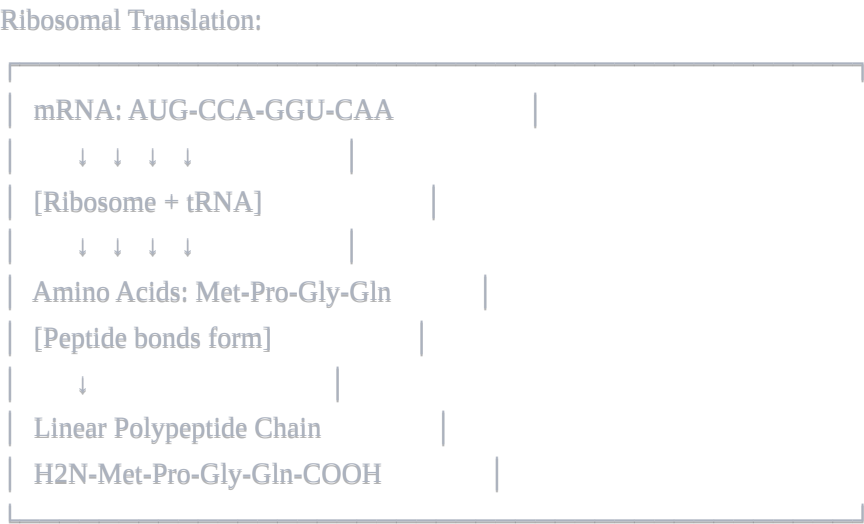 Ribosomal Translation:
mRNA: AUG-CCA-GGU-CAA
↓ ↓ ↓ ↓
[Ribosome + tRNA]
↓ ↓ ↓ ↓
Amino Acids: Met-Pro-Gly-Gln
[Peptide bonds form]
↓
Linear Polypeptide Chain
H2N-Met-Pro-Gly-Gln-COOH